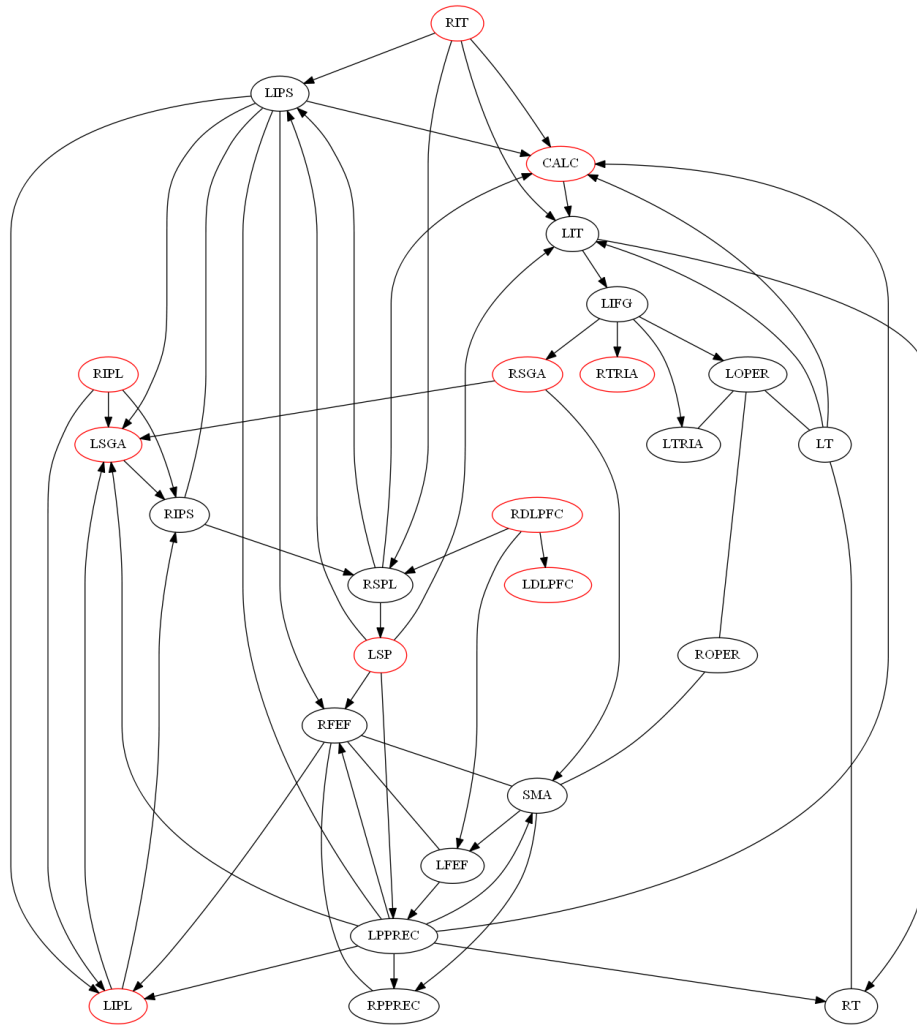 RIT
LIPS
CALC
LIT
LIFG
RIPL
RSGA
RTRIA
LOPER
LSGA
LTRIA
LT
RIPS
RDLPFC
RSPL
LDLPFC
LSP
ROPER
RFEF
SMA
LFEF
LPPREC
LIPL
RPPREC
RT